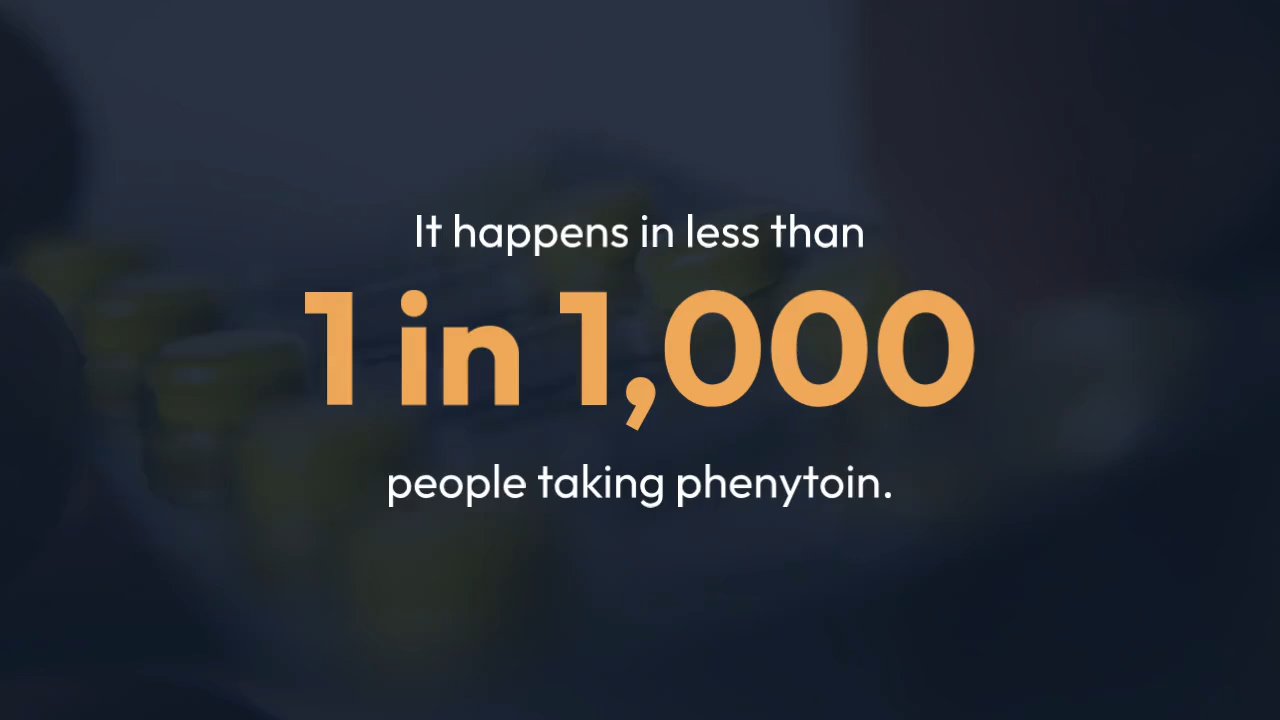 It happens in less than
1 in 1,000
people taking phenytoin.